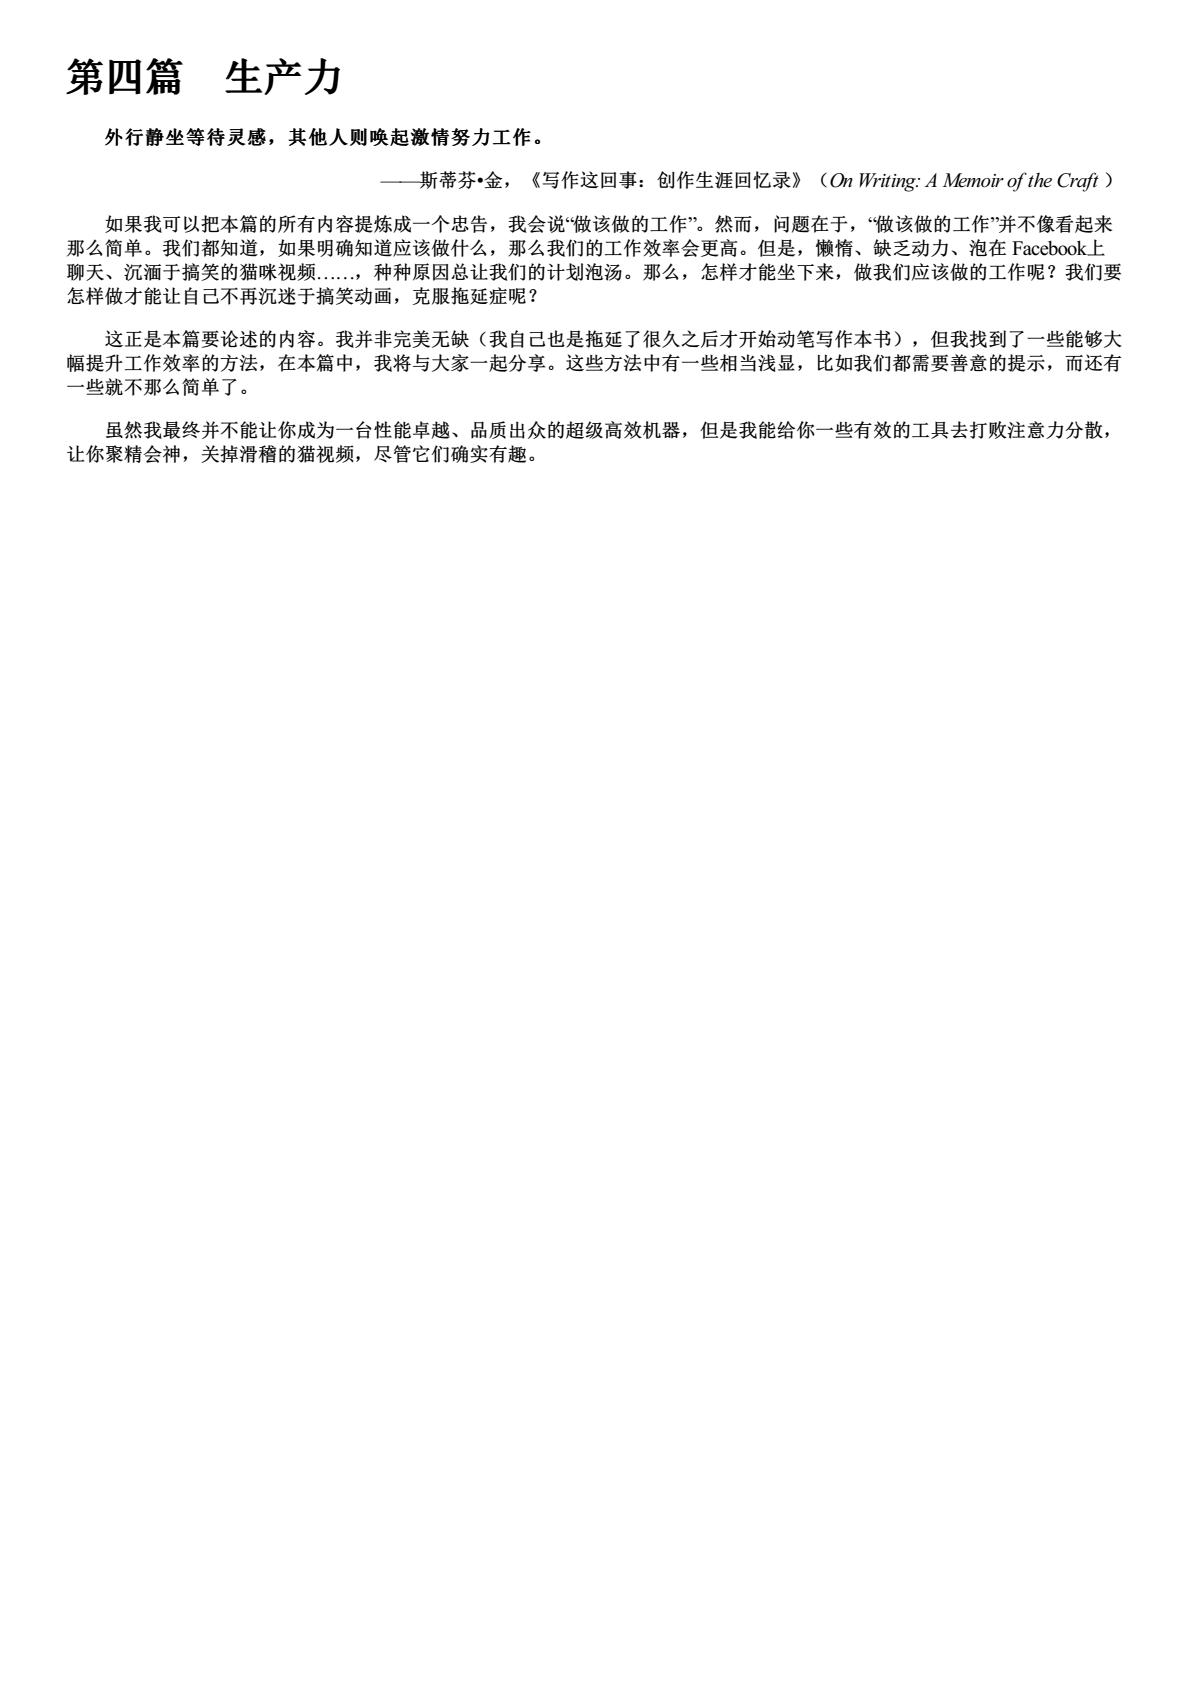 第四篇　生产力
外行静坐等待灵感，其他人则唤起激情努力工作。
——斯蒂芬•金，《写作这回事：创作生涯回忆录》（On Writing: A Memoir of the Craft ）
如果我可以把本篇的所有内容提炼成一个忠告，我会说“做该做的工作”。然而，问题在于，“做该做的工作”并不像看起来
那么简单。我们都知道，如果明确知道应该做什么，那么我们的工作效率会更高。但是，懒惰、缺乏动力、泡在 Facebook上
聊天、沉湎于搞笑的猫咪视频……，种种原因总让我们的计划泡汤。那么，怎样才能坐下来，做我们应该做的工作呢？我们要
怎样做才能让自己不再沉迷于搞笑动画，克服拖延症呢？
这正是本篇要论述的内容。我并非完美无缺（我自己也是拖延了很久之后才开始动笔写作本书），但我找到了一些能够大
幅提升工作效率的方法，在本篇中，我将与大家一起分享。这些方法中有一些相当浅显，比如我们都需要善意的提示，而还有
一些就不那么简单了。
虽然我最终并不能让你成为一台性能卓越、品质出众的超级高效机器，但是我能给你一些有效的工具去打败注意力分散，
让你聚精会神，关掉滑稽的猫视频，尽管它们确实有趣。